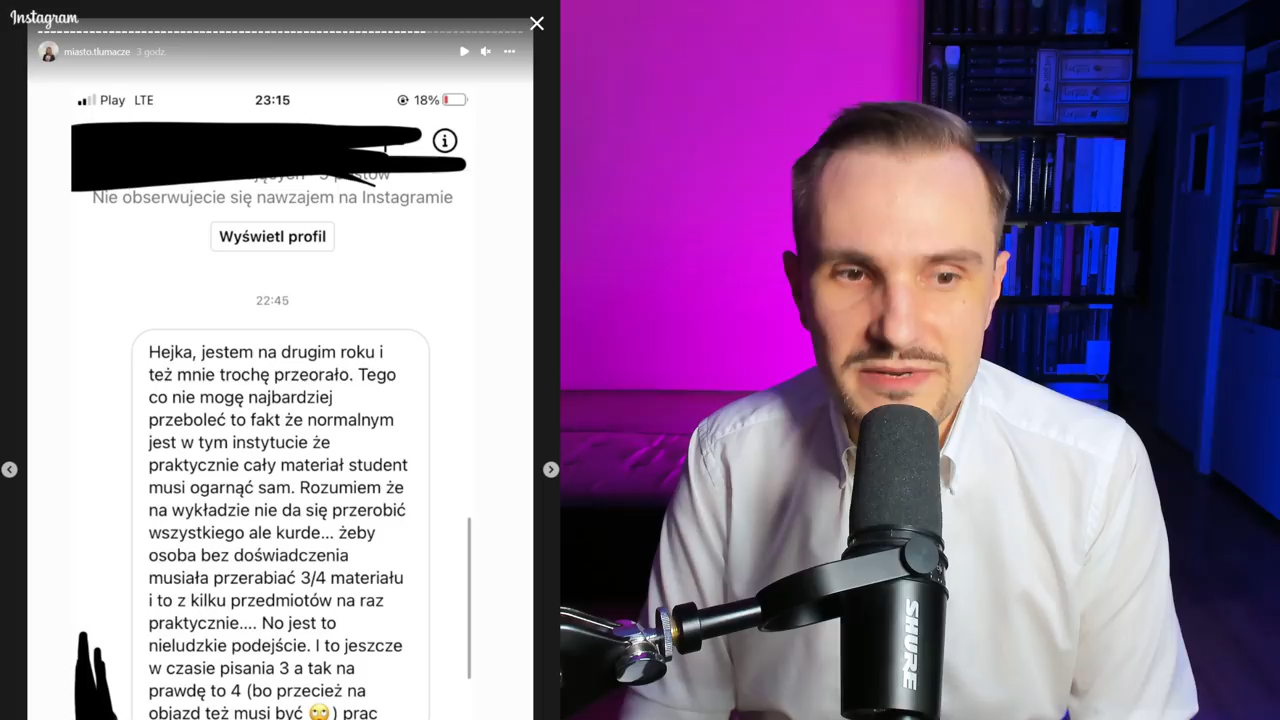 Instagram
miasto.tlumacze 3 godz.
Play LTE 23:15 18%
Nie obserwujecie się nawzajem na Instagramie
Wyświetl profil
22:45
Hejka, jestem na drugim roku i
też mnie trochę przeorało. Tego
co nie mogę najbardziej
przeboleć to fakt że normalnym
jest w tym instytucie że
praktycznie cały materiał student
musi ogarnąć sam. Rozumiem że
na wykładzie nie da się przerobić
wszystkiego ale kurde... żeby
osoba bez doświadczenia
musiała przerabiać 3/4 materiału
i to z kilku przedmiotów na raz
praktycznie.... No jest to
nieludzkie podejście. I to jeszcze
w czasie pisania 3 a tak na
prawdę to 4 (bo przecież na
objazd też musi być 🙄) prac
SHURE